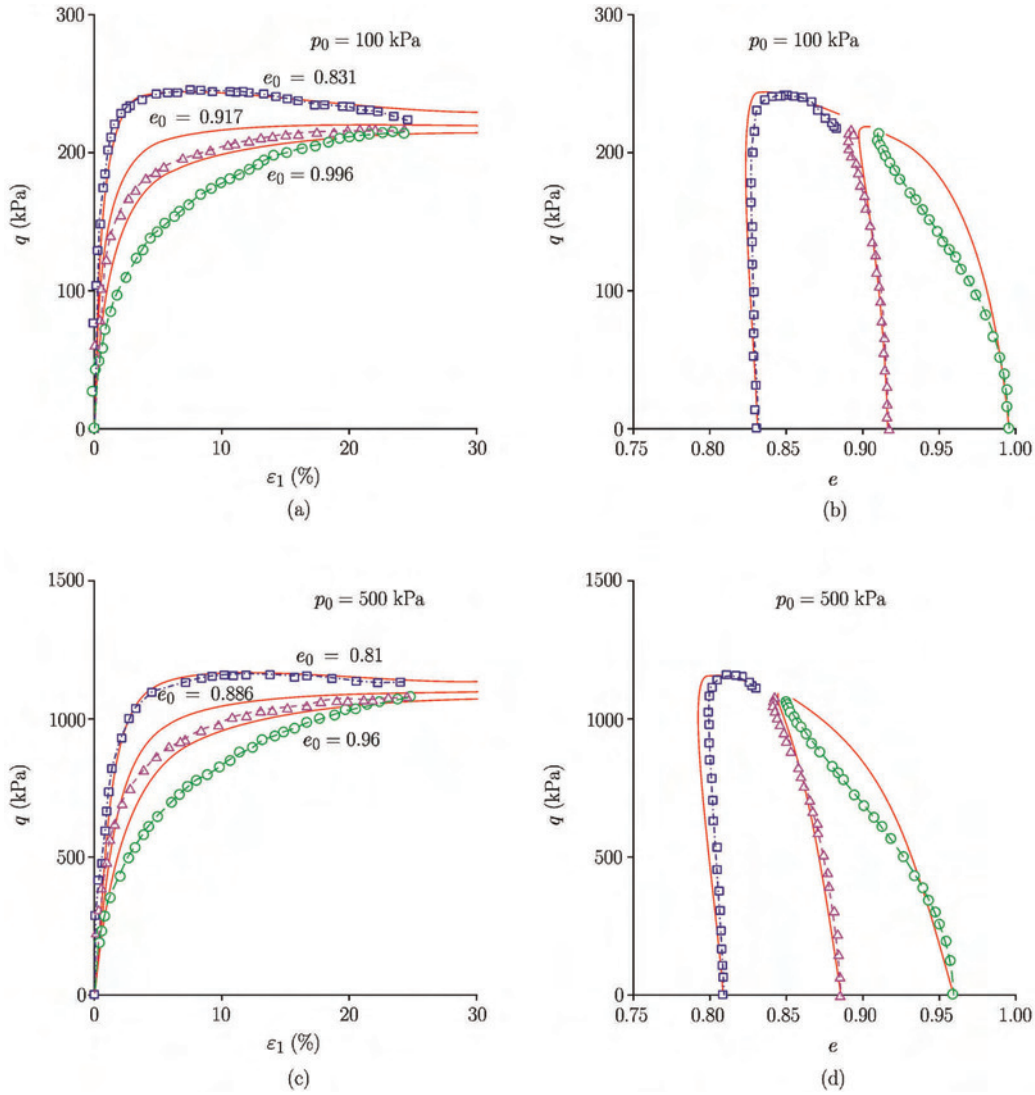 300
p₀ = 100 kPa
e₀ = 0.831
e₀ = 0.917
200
e₀ = 0.996
q (kPa)
100
0
0 10 20 30
ε₁ (%)
(a)
300
p₀ = 100 kPa
200
q (kPa)
100
0
0.75 0.80 0.85 0.90 0.95 1.00
e
(b)
1500
p₀ = 500 kPa
e₀ = 0.81
e₀ = 0.886
1000
e₀ = 0.96
q (kPa)
500
0
0 10 20 30
ε₁ (%)
(c)
1500
p₀ = 500 kPa
1000
q (kPa)
500
0
0.75 0.80 0.85 0.90 0.95 1.00
e
(d)